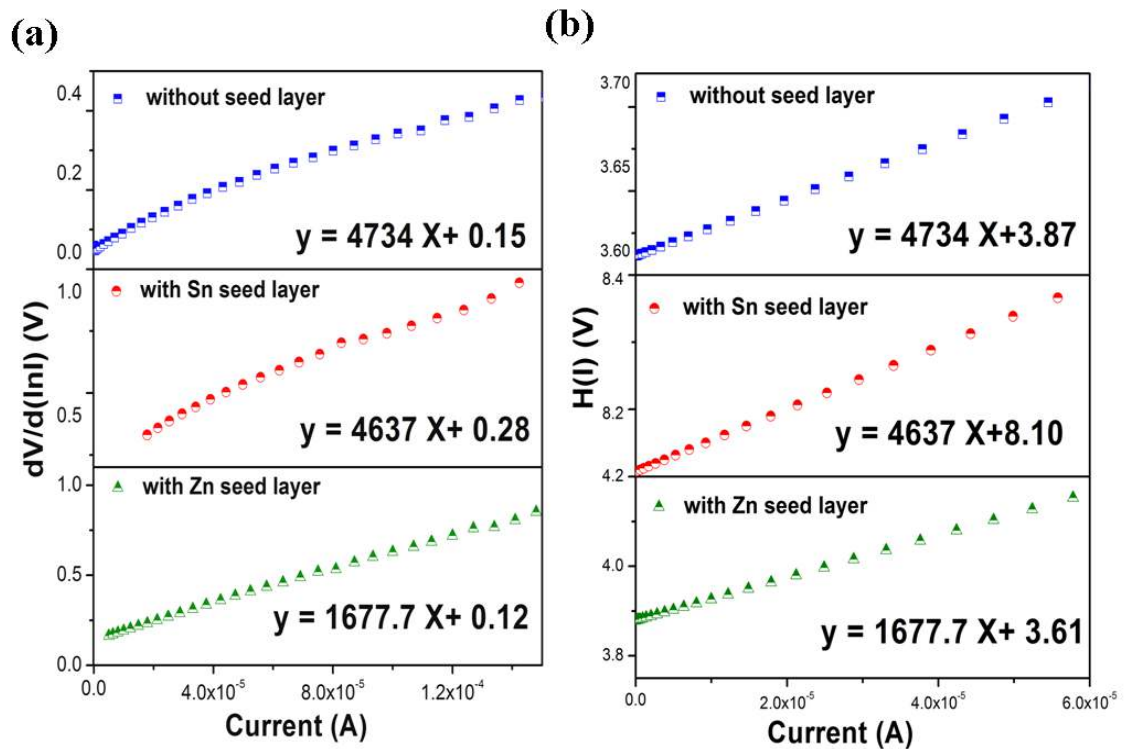 (a)
(b)
dV/d(lnI) (V)
0.4
0.2
0.0
without seed layer
y = 4734 X+ 0.15
1.0
0.5
with Sn seed layer
y = 4637 X+ 0.28
1.0
0.5
0.0
with Zn seed layer
y = 1677.7 X+ 0.12
0.0
4.0x10⁻⁵
8.0x10⁻⁵
1.2x10⁻⁴
Current (A)
H(I) (V)
3.70
3.65
3.60
without seed layer
y = 4734 X+3.87
8.4
8.2
with Sn seed layer
y = 4637 X+8.10
4.2
4.0
3.8
with Zn seed layer
y = 1677.7 X+ 3.61
0.0
2.0x10⁻⁵
4.0x10⁻⁵
6.0x10⁻⁵
Current (A)